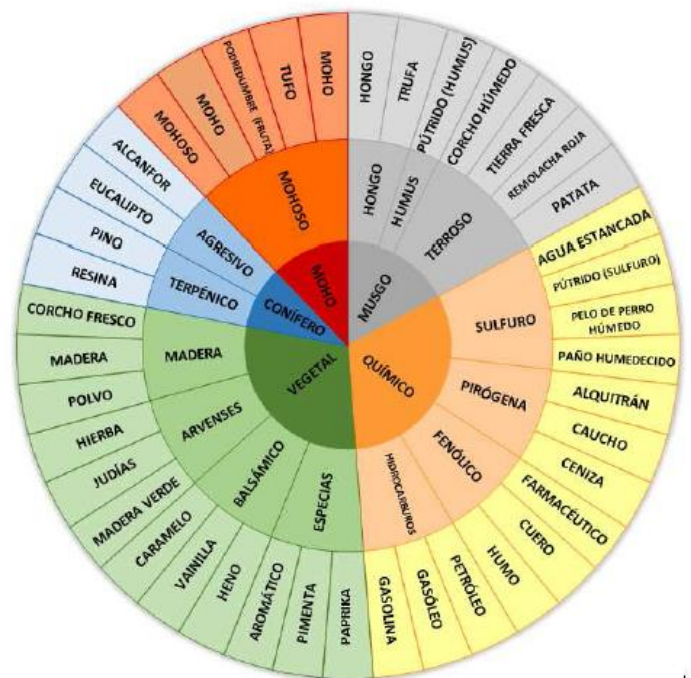 MOHO
MUSGO
QUÍMICO
VEGETAL
CONÍFERO
MOHOSO
HONGO
HUMUS
TERROSO
SULFURO
PIRÓGENA
FENÓLICO
HIDROCARBUROS
ESPECIAS
BALSÁMICO
ARVENSES
MADERA
TERPÉNICO
AGRESIVO
MOHOSO
MOHO
PODREDUMBRE (FRUTA)
TUFO
MOHO
HONGO
TRUFA
PÚTRIDO (HUMUS)
CORCHO HÚMEDO
TIERRA FRESCA
REMOLACHA ROJA
PATATA
AGUA ESTANCADA
PÚTRIDO (SULFURO)
PELO DE PERRO
HÚMEDO
PAÑO HUMEDECIDO
ALQUITRÁN
CAUCHO
CENIZA
FARMACÉUTICO
CUERO
HUMO
PETRÓLEO
GASÓLEO
GASOLINA
PAPRIKA
PIMENTA
AROMÁTICO
HENO
VAINILLA
CARAMELO
MADERA VERDE
JUDÍAS
HIERBA
POLVO
MADERA
CORCHO FRESCO
RESINA
PINO
EUCALIPTO
ALCANFOR